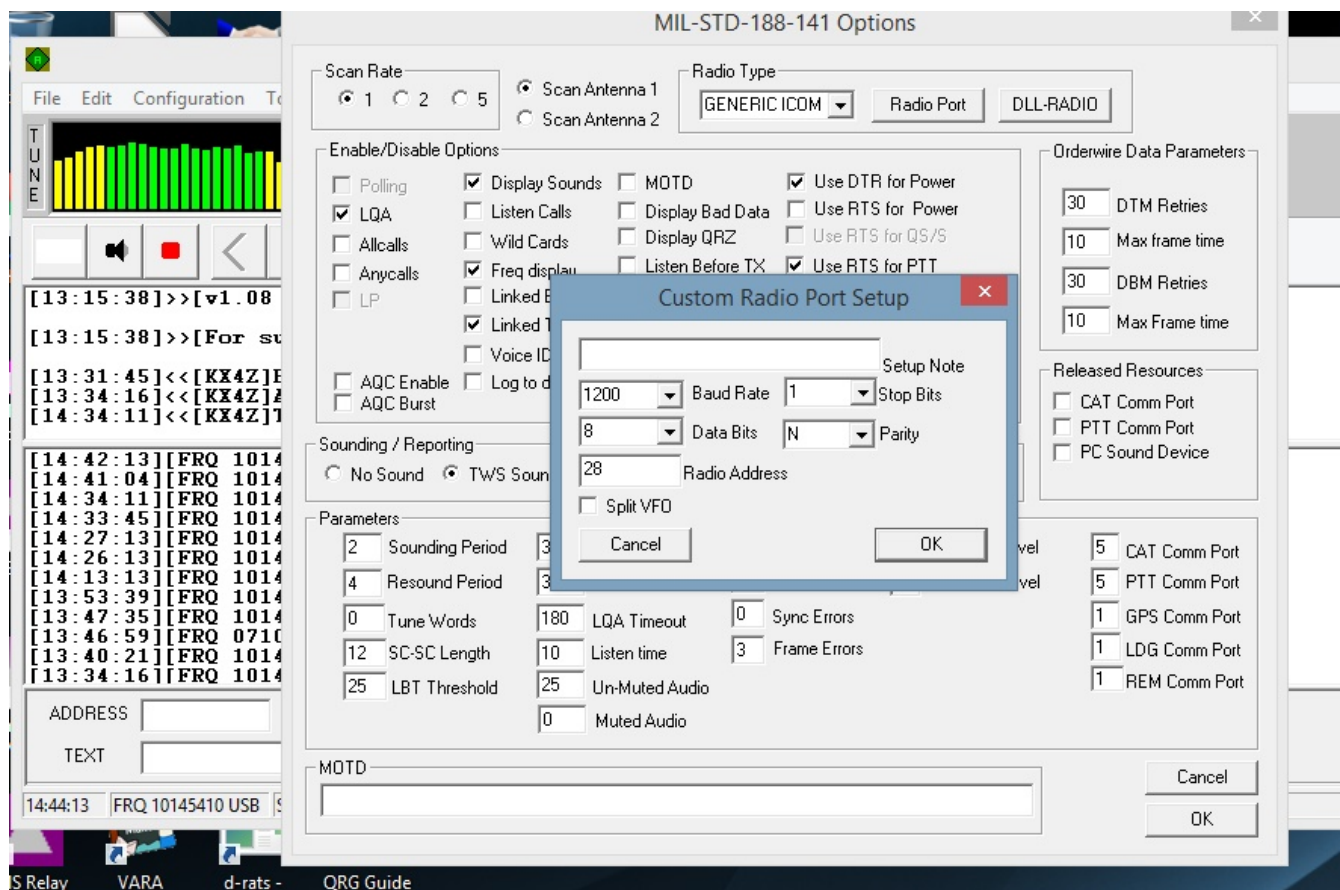 MIL-STD-188-141 Options
File Edit Configuration
TUNE
[13:15:38]>>[v1.08
[13:15:38]>>[For su
[13:31:45]<<[KX4Z]
[13:34:16]<<[KX4Z]
[14:34:11]<<[KX4Z]
[14:42:13][FRQ 1014
[14:41:04][FRQ 1014
[14:34:11][FRQ 1014
[14:33:45][FRQ 1014
[14:27:13][FRQ 1014
[14:26:13][FRQ 1014
[14:13:13][FRQ 1014
[13:53:39][FRQ 1014
[13:47:35][FRQ 1014
[13:46:59][FRQ 0710
[13:40:21][FRQ 1014
[13:34:16][FRQ 1014
ADDRESS
TEXT
14:44:13 FRQ 10145410 USB
Scan Rate
1 2 5
Scan Antenna 1
Scan Antenna 2
Radio Type
GENERIC ICOM Radio Port DLL-RADIO
Enable/Disable Options
Polling
LQA
Allcalls
Anycalls
LP
AQC Enable
AQC Burst
Display Sounds
Listen Calls
Wild Cards
Freq display
Linked
Linked
Voice ID
Log to d
MOTD
Display Bad Data
Display QRZ
Listen Before TX
Use DTR for Power
Use RTS for Power
Use RTS for QS/S
Use RTS for PTT
Orderwire Data Parameters
30 DTM Retries
10 Max frame time
30 DBM Retries
10 Max Frame time
Released Resources
CAT Comm Port
PTT Comm Port
PC Sound Device
Custom Radio Port Setup
Setup Note
1200 Baud Rate 1 Stop Bits
8 Data Bits N Parity
28 Radio Address
Split VFO
Cancel OK
Sounding / Reporting
No Sound TWS Soun
Parameters
2 Sounding Period
4 Resound Period
0 Tune Words
12 SC-SC Length
25 LBT Threshold
3
3
180 LQA Timeout
10 Listen time
25 Un-Muted Audio
0 Muted Audio
0 Sync Errors
3 Frame Errors
vel
vel
5 CAT Comm Port
5 PTT Comm Port
1 GPS Comm Port
1 LDG Comm Port
1 REM Comm Port
MOTD
Cancel
OK
S Relay VARA d-rats - QRG Guide